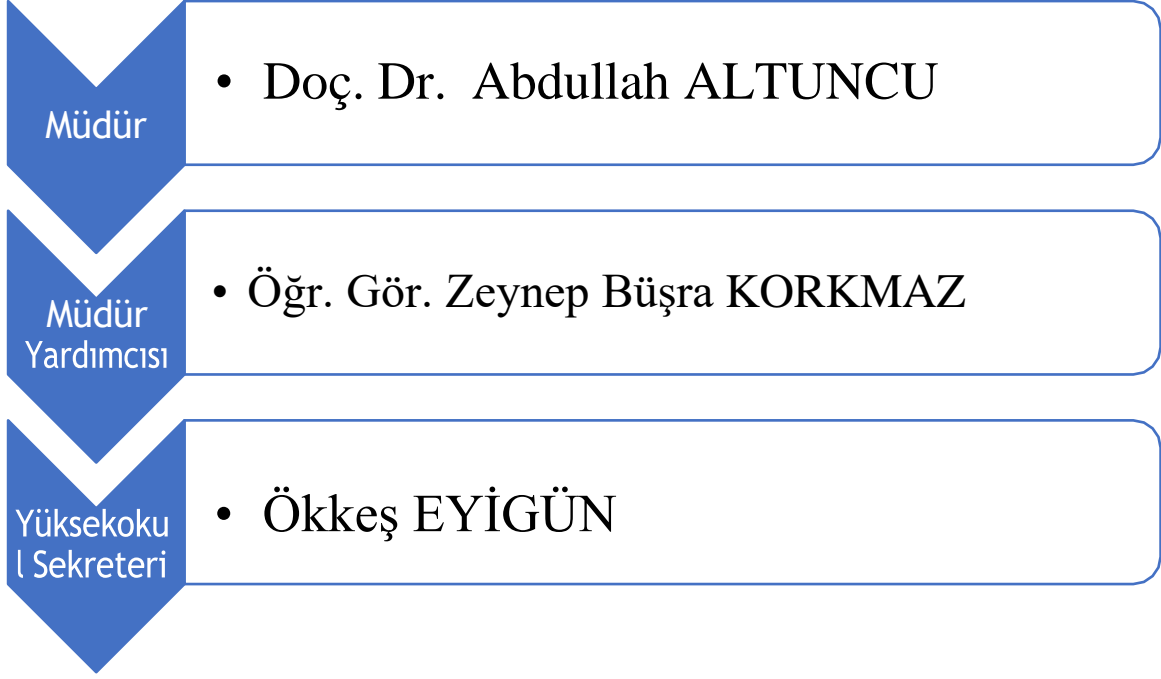 Müdür
• Doç. Dr. Abdullah ALTUNCU
Müdür
Yardımcısı
• Öğr. Gör. Zeynep Büşra KORKMAZ
Yüksekoku
l Sekreteri
• Ökkeş EYİGÜN